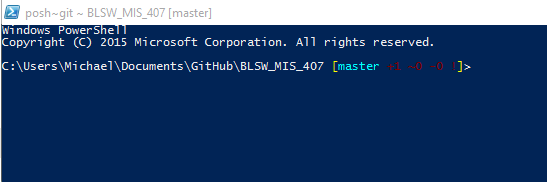 posh~git ~ BLSW_MIS_407 [master]
Windows PowerShell
Copyright (C) 2015 Microsoft Corporation. All rights reserved.
C:\Users\Michael\Documents\GitHub\BLSW_MIS_407 [master +1 ~0 -0 !]>